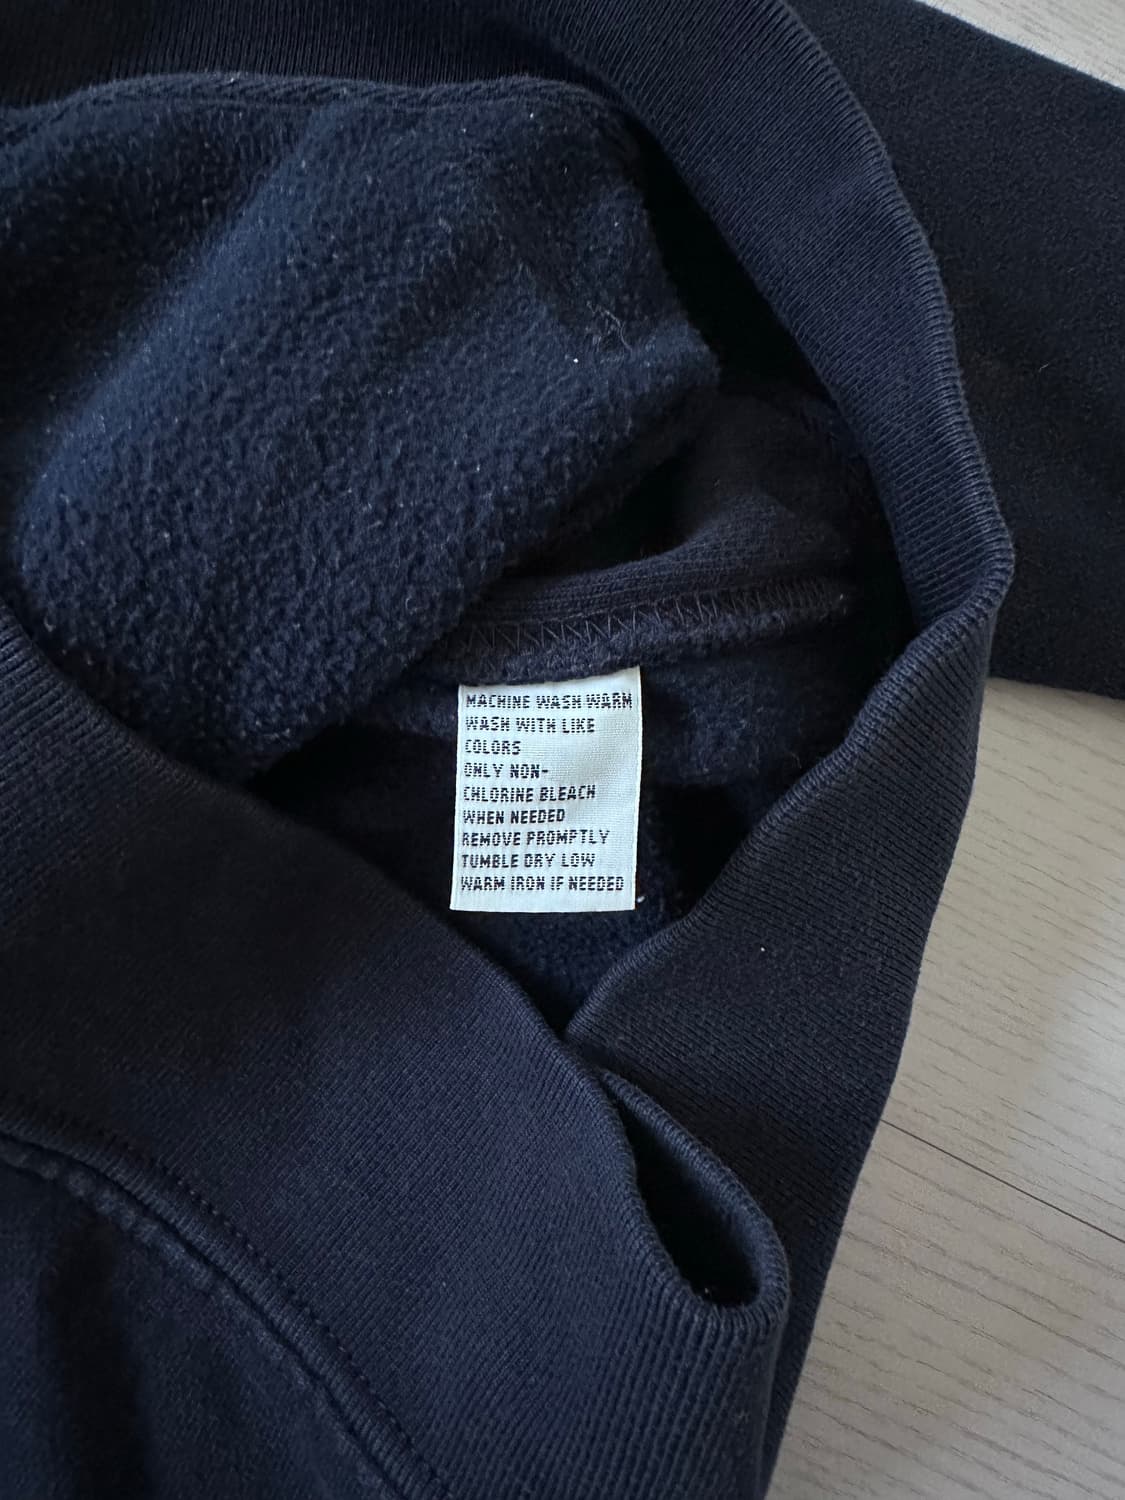 MACHINE WASH WARM
WASH WITH LIKE
COLORS
ONLY NON-
CHLORINE BLEACH
WHEN NEEDED
REMOVE PROMPTLY
TUMBLE DRY LOW
WARM IRON IF NEEDED